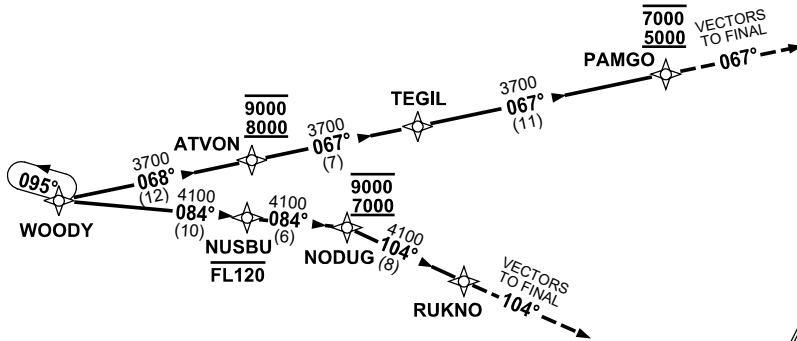 7000
5000
VECTORS
TO FINAL
PAMGO
067°
3700
TEGIL
067°
(11)
9000
8000
3700
ATVON
067°
(7)
3700
068°
(12)
095°
WOODY
4100
084°
(10)
9000
7000
084°
(6)
NUSBU
FL120
NODUG
4100
104°
(8)
VECTORS
TO FINAL
RUKNO
104°